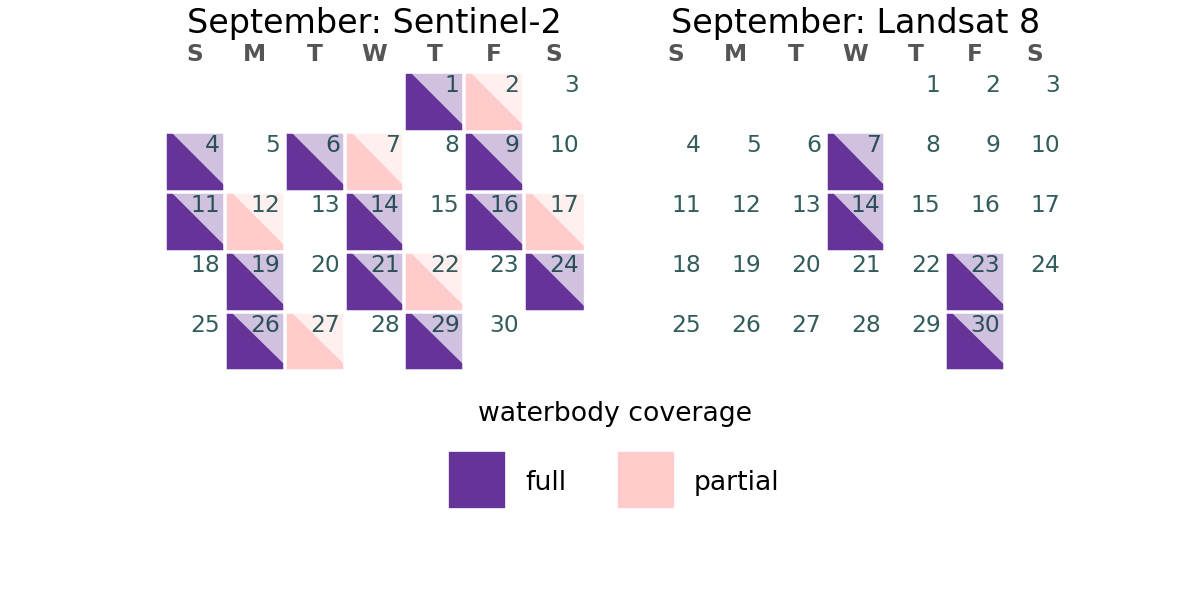 September: Sentinel-2
S M T W T F S
1 2 3
4 5 6 7 8 9 10
11 12 13 14 15 16 17
18 19 20 21 22 23 24
25 26 27 28 29 30
September: Landsat 8
S M T W T F S
1 2 3
4 5 6 7 8 9 10
11 12 13 14 15 16 17
18 19 20 21 22 23 24
25 26 27 28 29 30
waterbody coverage
full
partial